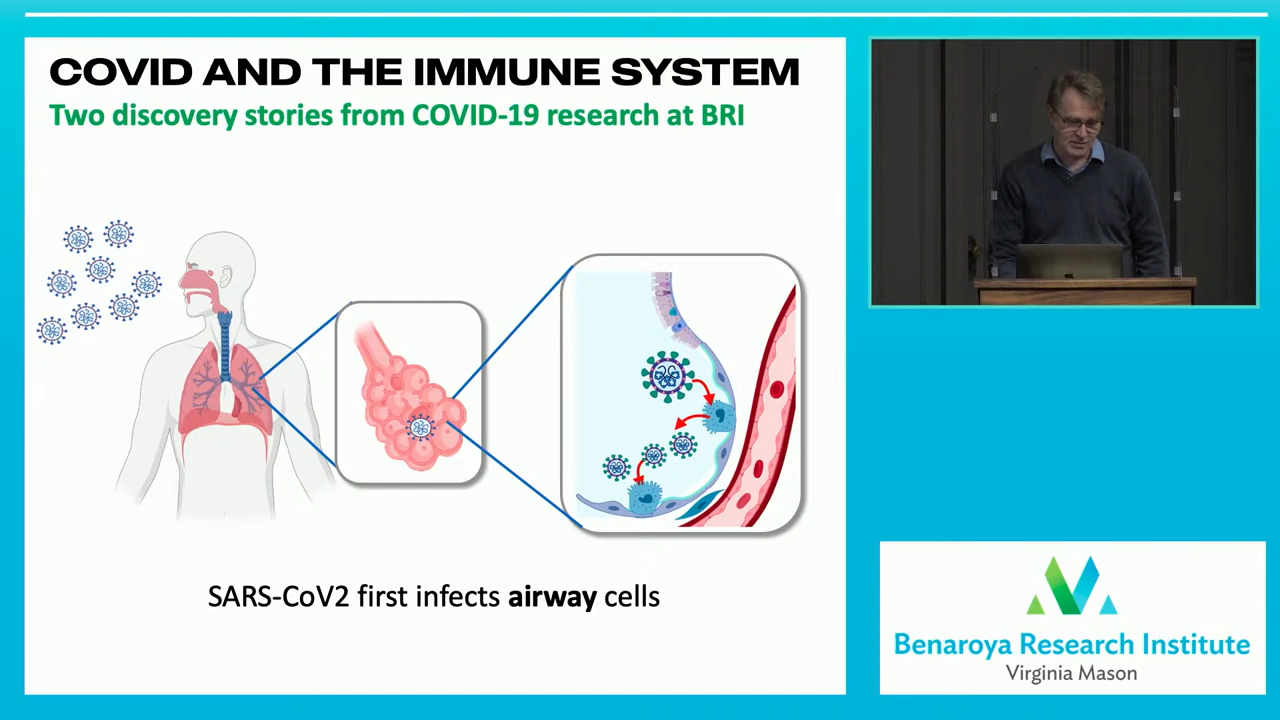 COVID AND THE IMMUNE SYSTEM
Two discovery stories from COVID-19 research at BRI
SARS-CoV2 first infects airway cells
Benaroya Research Institute
Virginia Mason